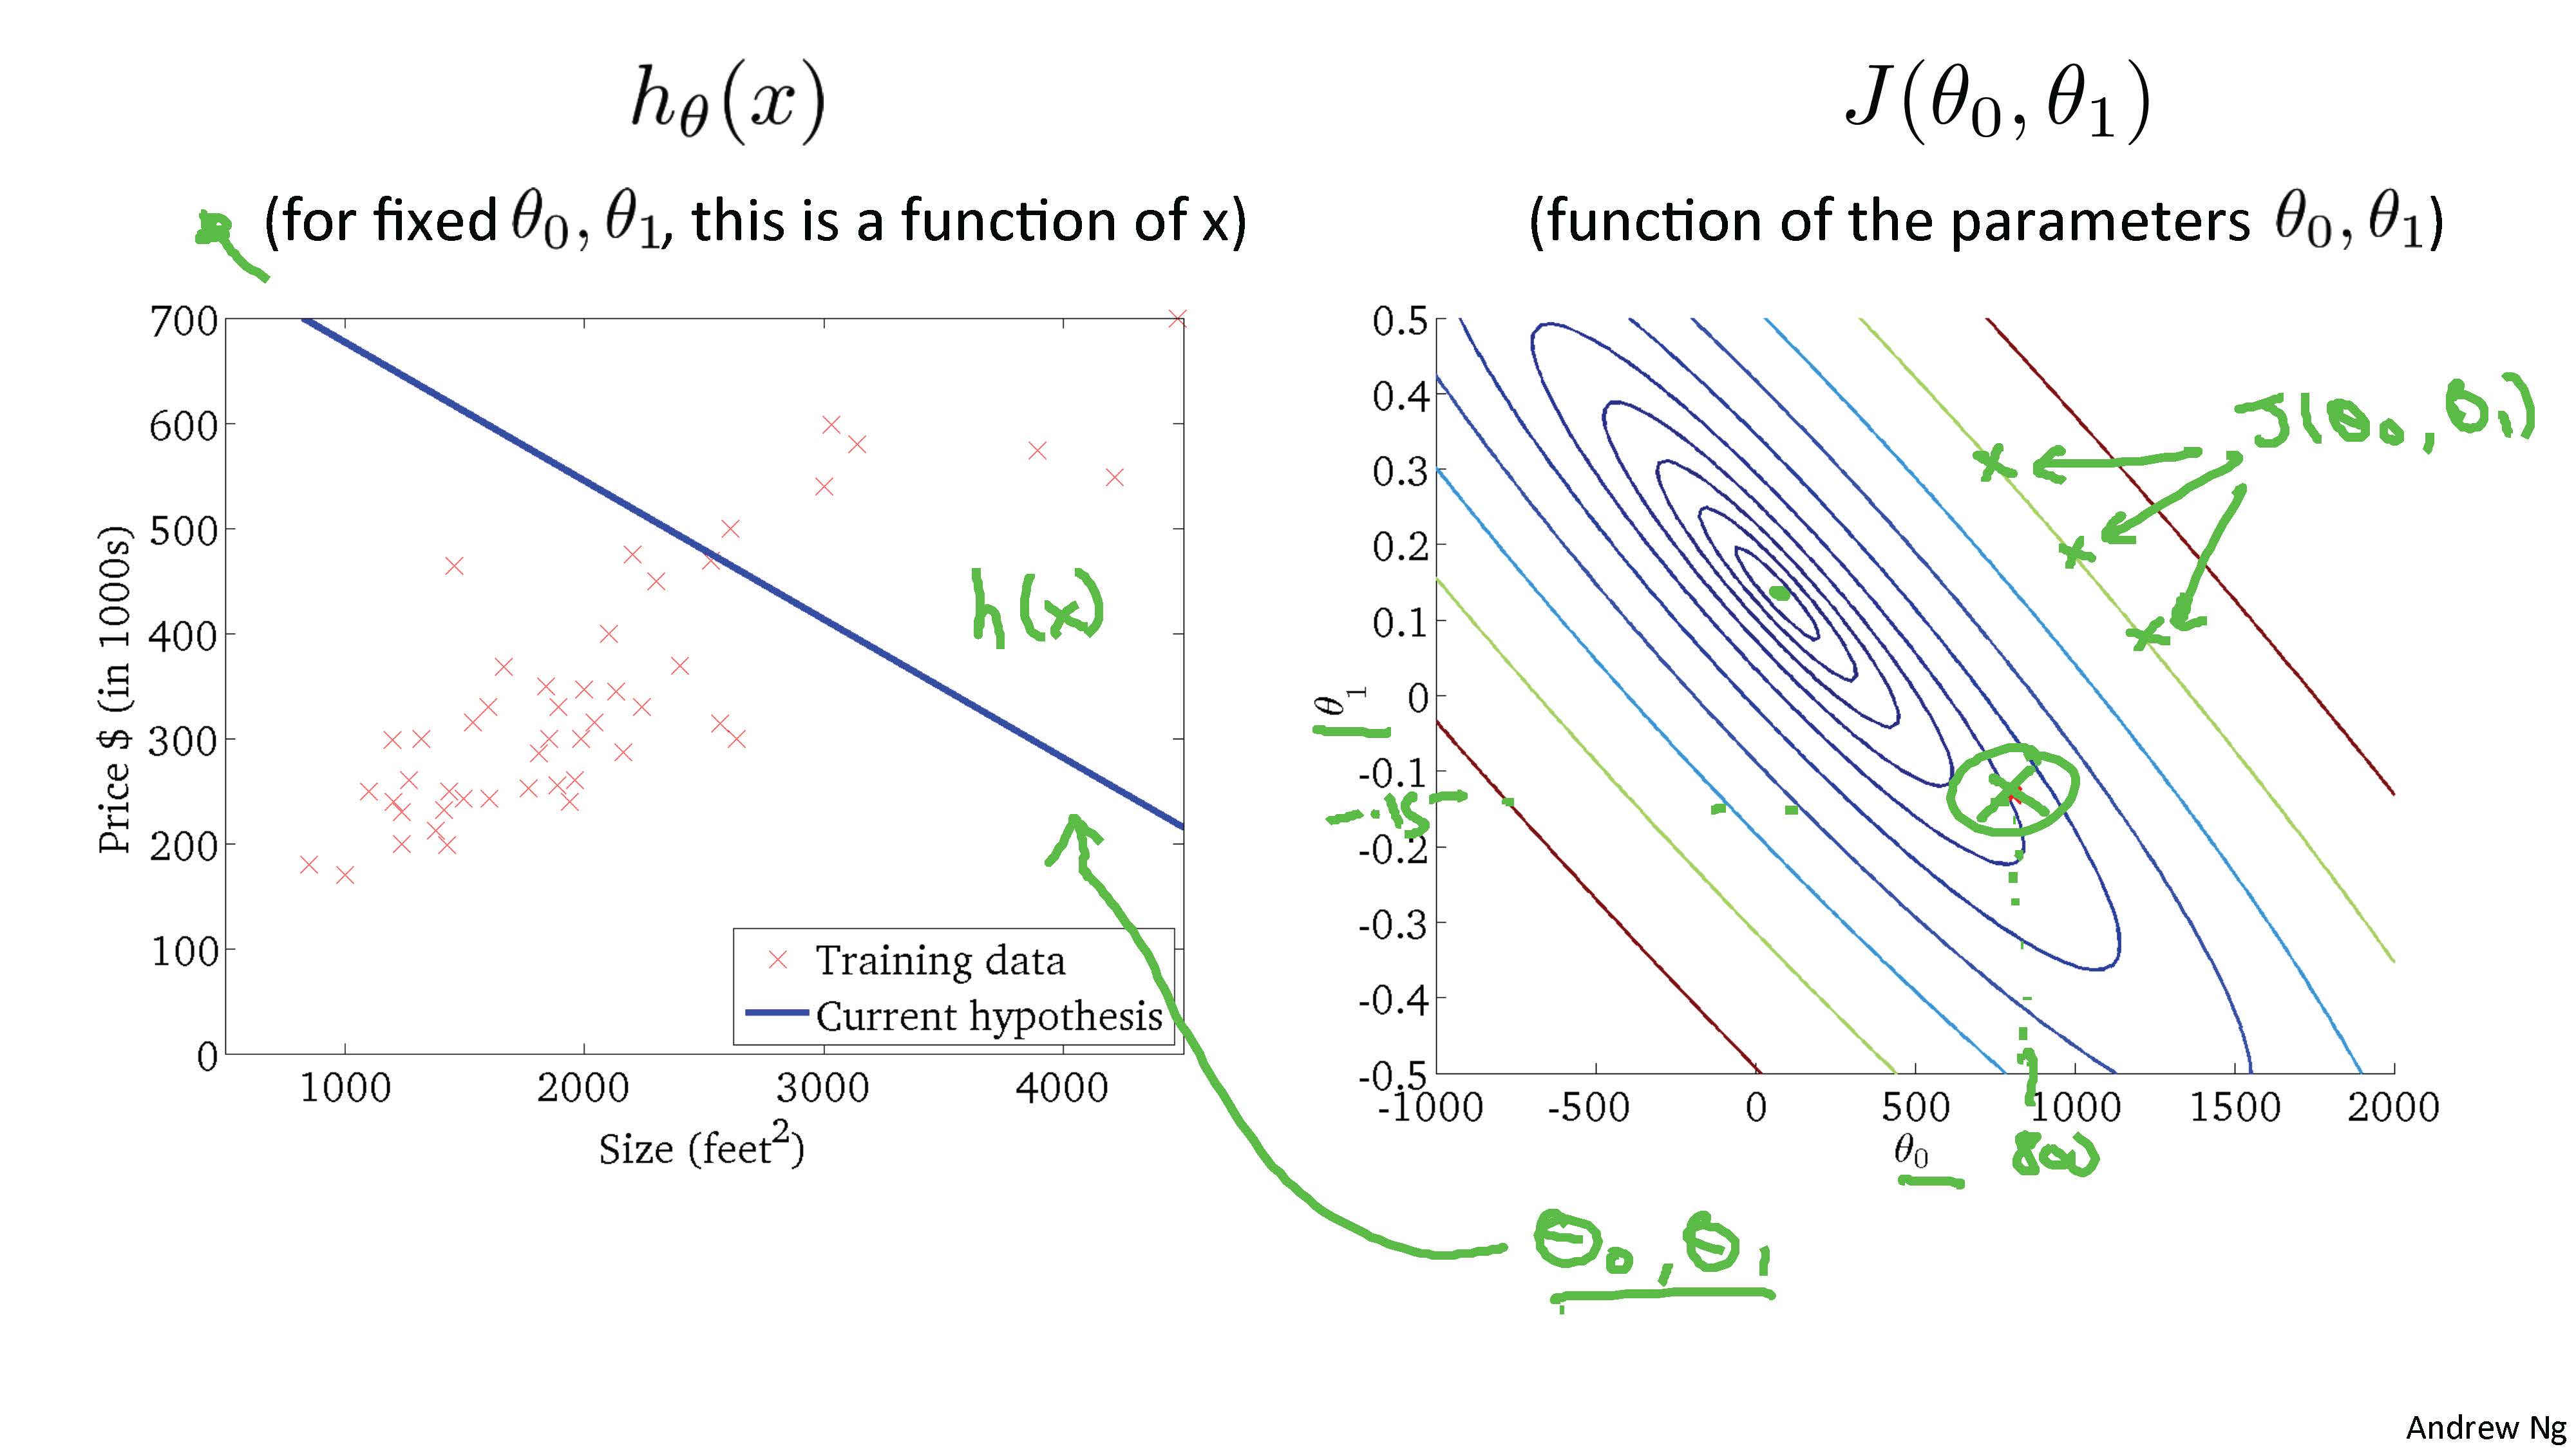 hθ(x)
(for fixed θ0, θ1, this is a function of x)
700
600
500
400
300
200
100
0
Price $ (in 1000s)
1000 2000 3000 4000
Size (feet2)
h(x)
Training data
Current hypothesis
J(θ0, θ1)
(function of the parameters θ0, θ1)
0.5
0.4
0.3
0.2
0.1
0
-0.1
-0.2
-0.3
-0.4
-0.5
θ1
-.15
J(θ0, θ1)
-1000 -500 0 500 1000 1500 2000
θ0
800
θ0, θ1
Andrew Ng